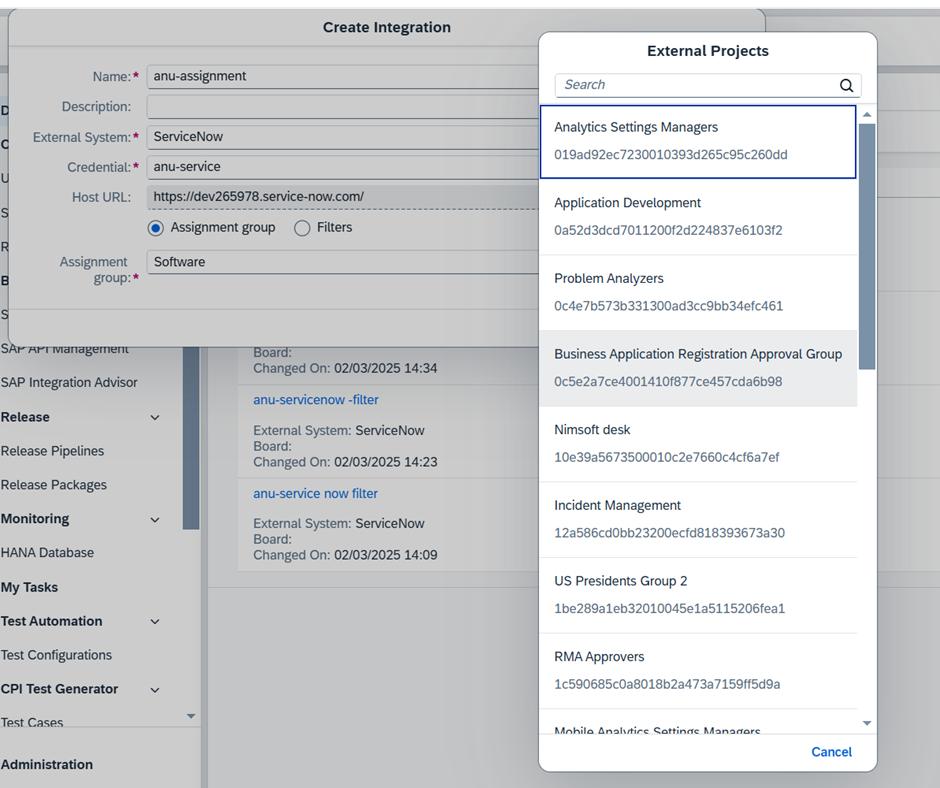 Create Integration
Name:*
anu-assignment
Description:
External System:*
ServiceNow
Credential:*
anu-service
Host URL:
https://dev265978.service-now.com/
Assignment group
Filters
Assignment
group:*
Software
SAP API Management
SAP Integration Advisor
Release
Release Pipelines
Release Packages
Monitoring
HANA Database
My Tasks
Test Automation
Test Configurations
CPI Test Generator
Test Cases
Administration
Board:
Changed On: 02/03/2025 14:34
anu-servicenow -filter
External System: ServiceNow
Board:
Changed On: 02/03/2025 14:23
anu-service now filter
External System: ServiceNow
Board:
Changed On: 02/03/2025 14:09
External Projects
Search
Analytics Settings Managers
019ad92ec7230010393d265c95c260dd
Application Development
0a52d3dcd7011200f2d224837e6103f2
Problem Analyzers
0c4e7b573b331300ad3cc9bb34efc461
Business Application Registration Approval Group
0c5e2a7ce4001410f877ce457cda6b98
Nimsoft desk
10e39a5673500010c2e7660c4cf6a7ef
Incident Management
12a586cd0bb23200ecfd818393673a30
US Presidents Group 2
1be289a1eb32010045e1a5115206fea1
RMA Approvers
1c590685c0a8018b2a473a7159ff5d9a
Mobile Analytics Settings Managers
Cancel